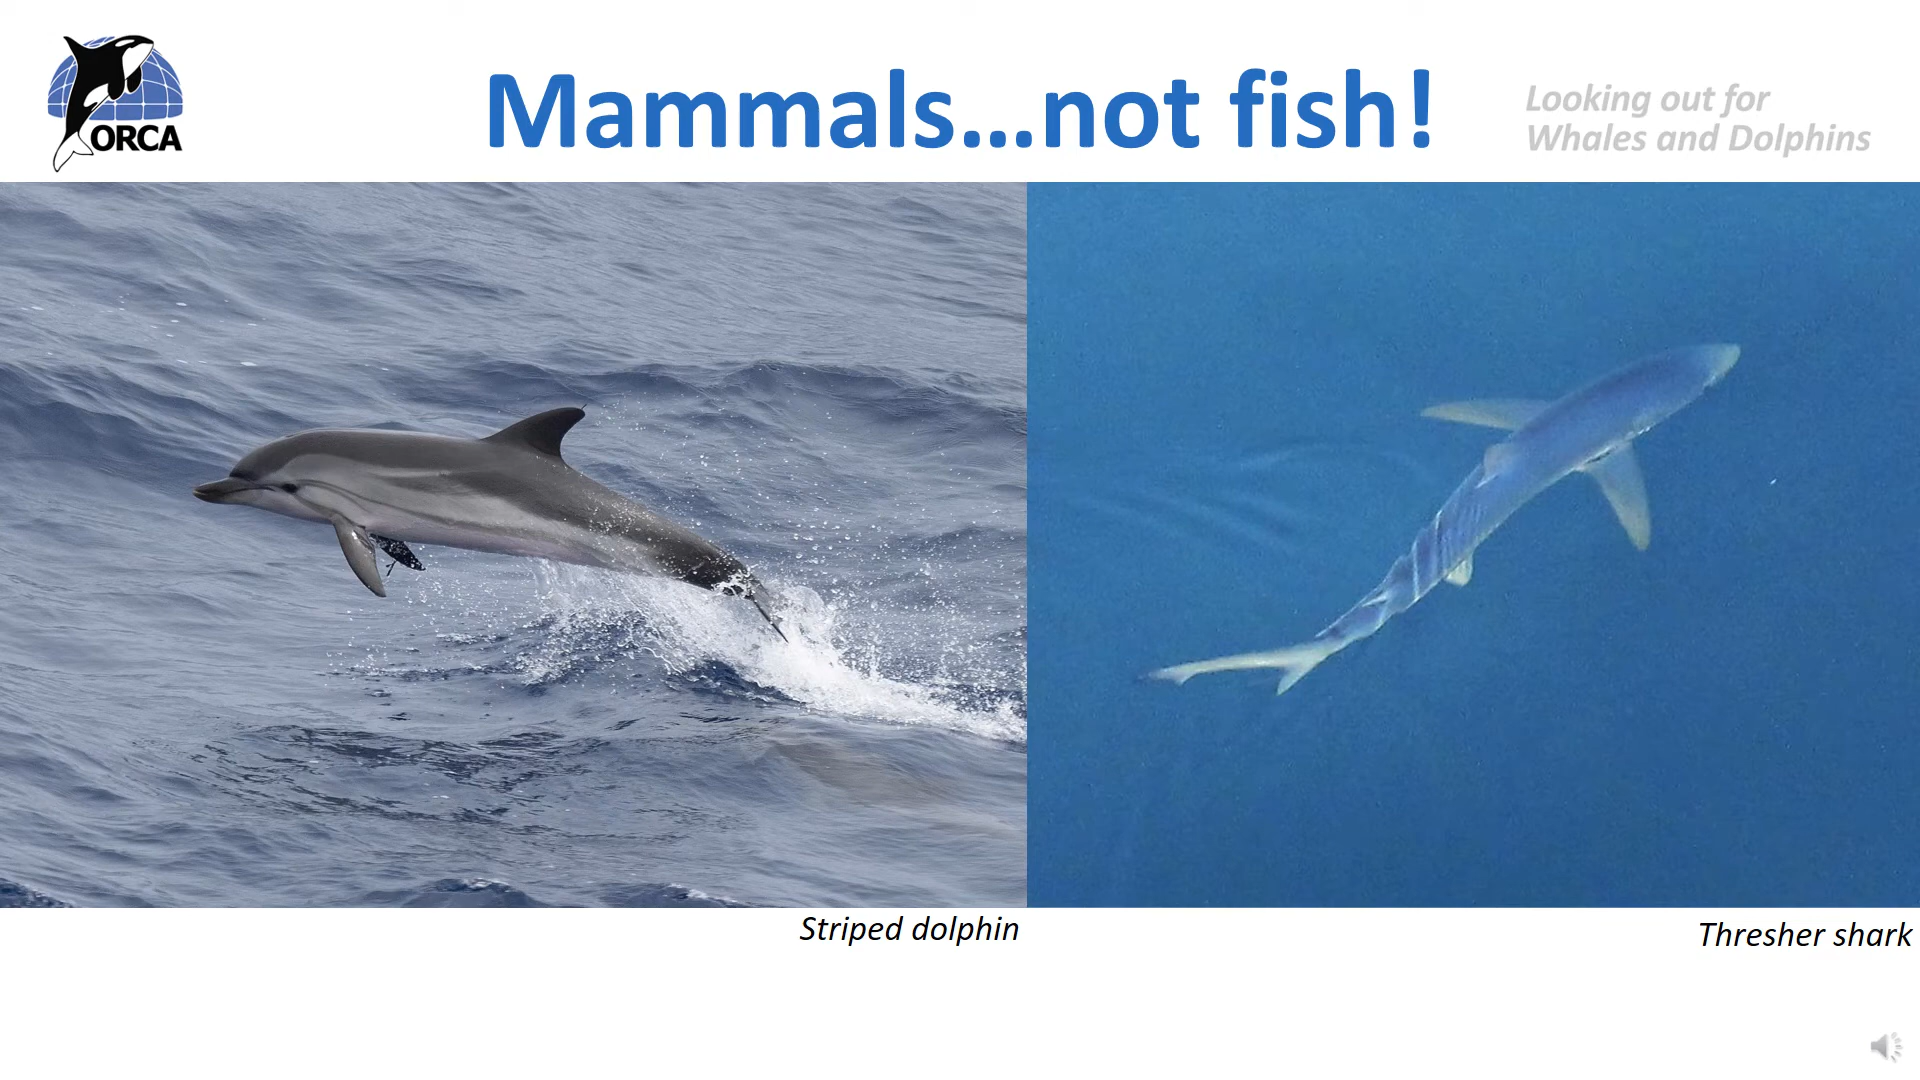 ORCA
Mammals...not fish!
Looking out for
Whales and Dolphins
Striped dolphin
Thresher shark